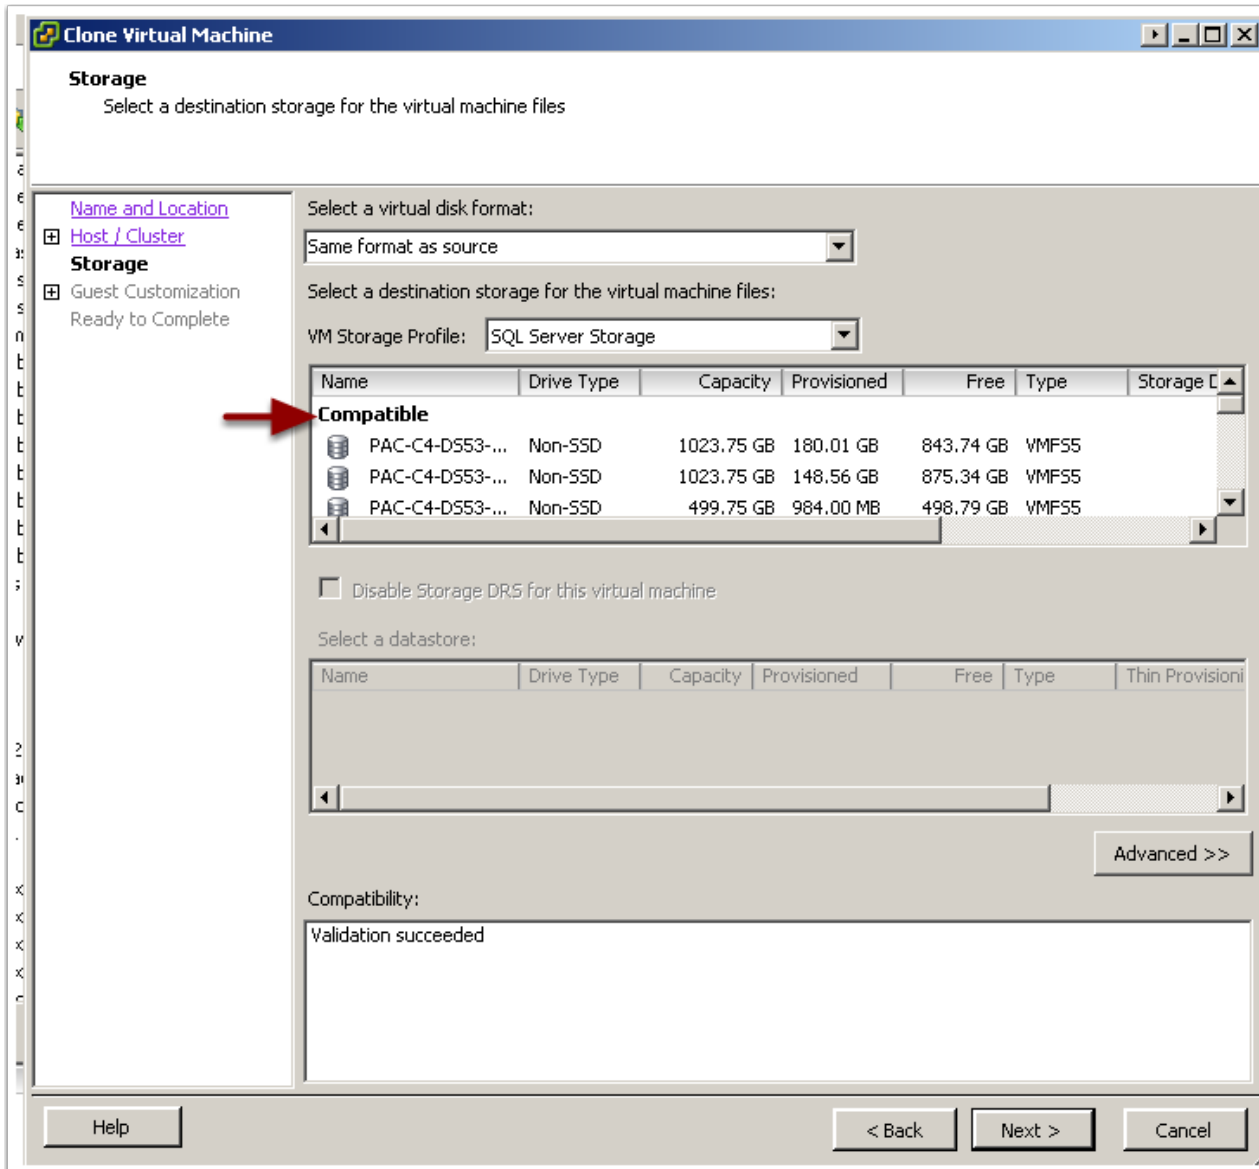 Clone Virtual Machine
Storage
Select a destination storage for the virtual machine files
Name and Location
Host / Cluster
Storage
Guest Customization
Ready to Complete
Select a virtual disk format:
Same format as source
Select a destination storage for the virtual machine files:
VM Storage Profile: SQL Server Storage
Name Drive Type Capacity Provisioned Free Type Storage D
Compatible
PAC-C4-DS53-... Non-SSD 1023.75 GB 180.01 GB 843.74 GB VMFS5
PAC-C4-DS53-... Non-SSD 1023.75 GB 148.56 GB 875.34 GB VMFS5
PAC-C4-DS53-... Non-SSD 499.75 GB 984.00 MB 498.79 GB VMFS5
Disable Storage DRS for this virtual machine
Select a datastore:
Name Drive Type Capacity Provisioned Free Type Thin Provisioni
Advanced >>
Compatibility:
Validation succeeded
Help < Back Next > Cancel